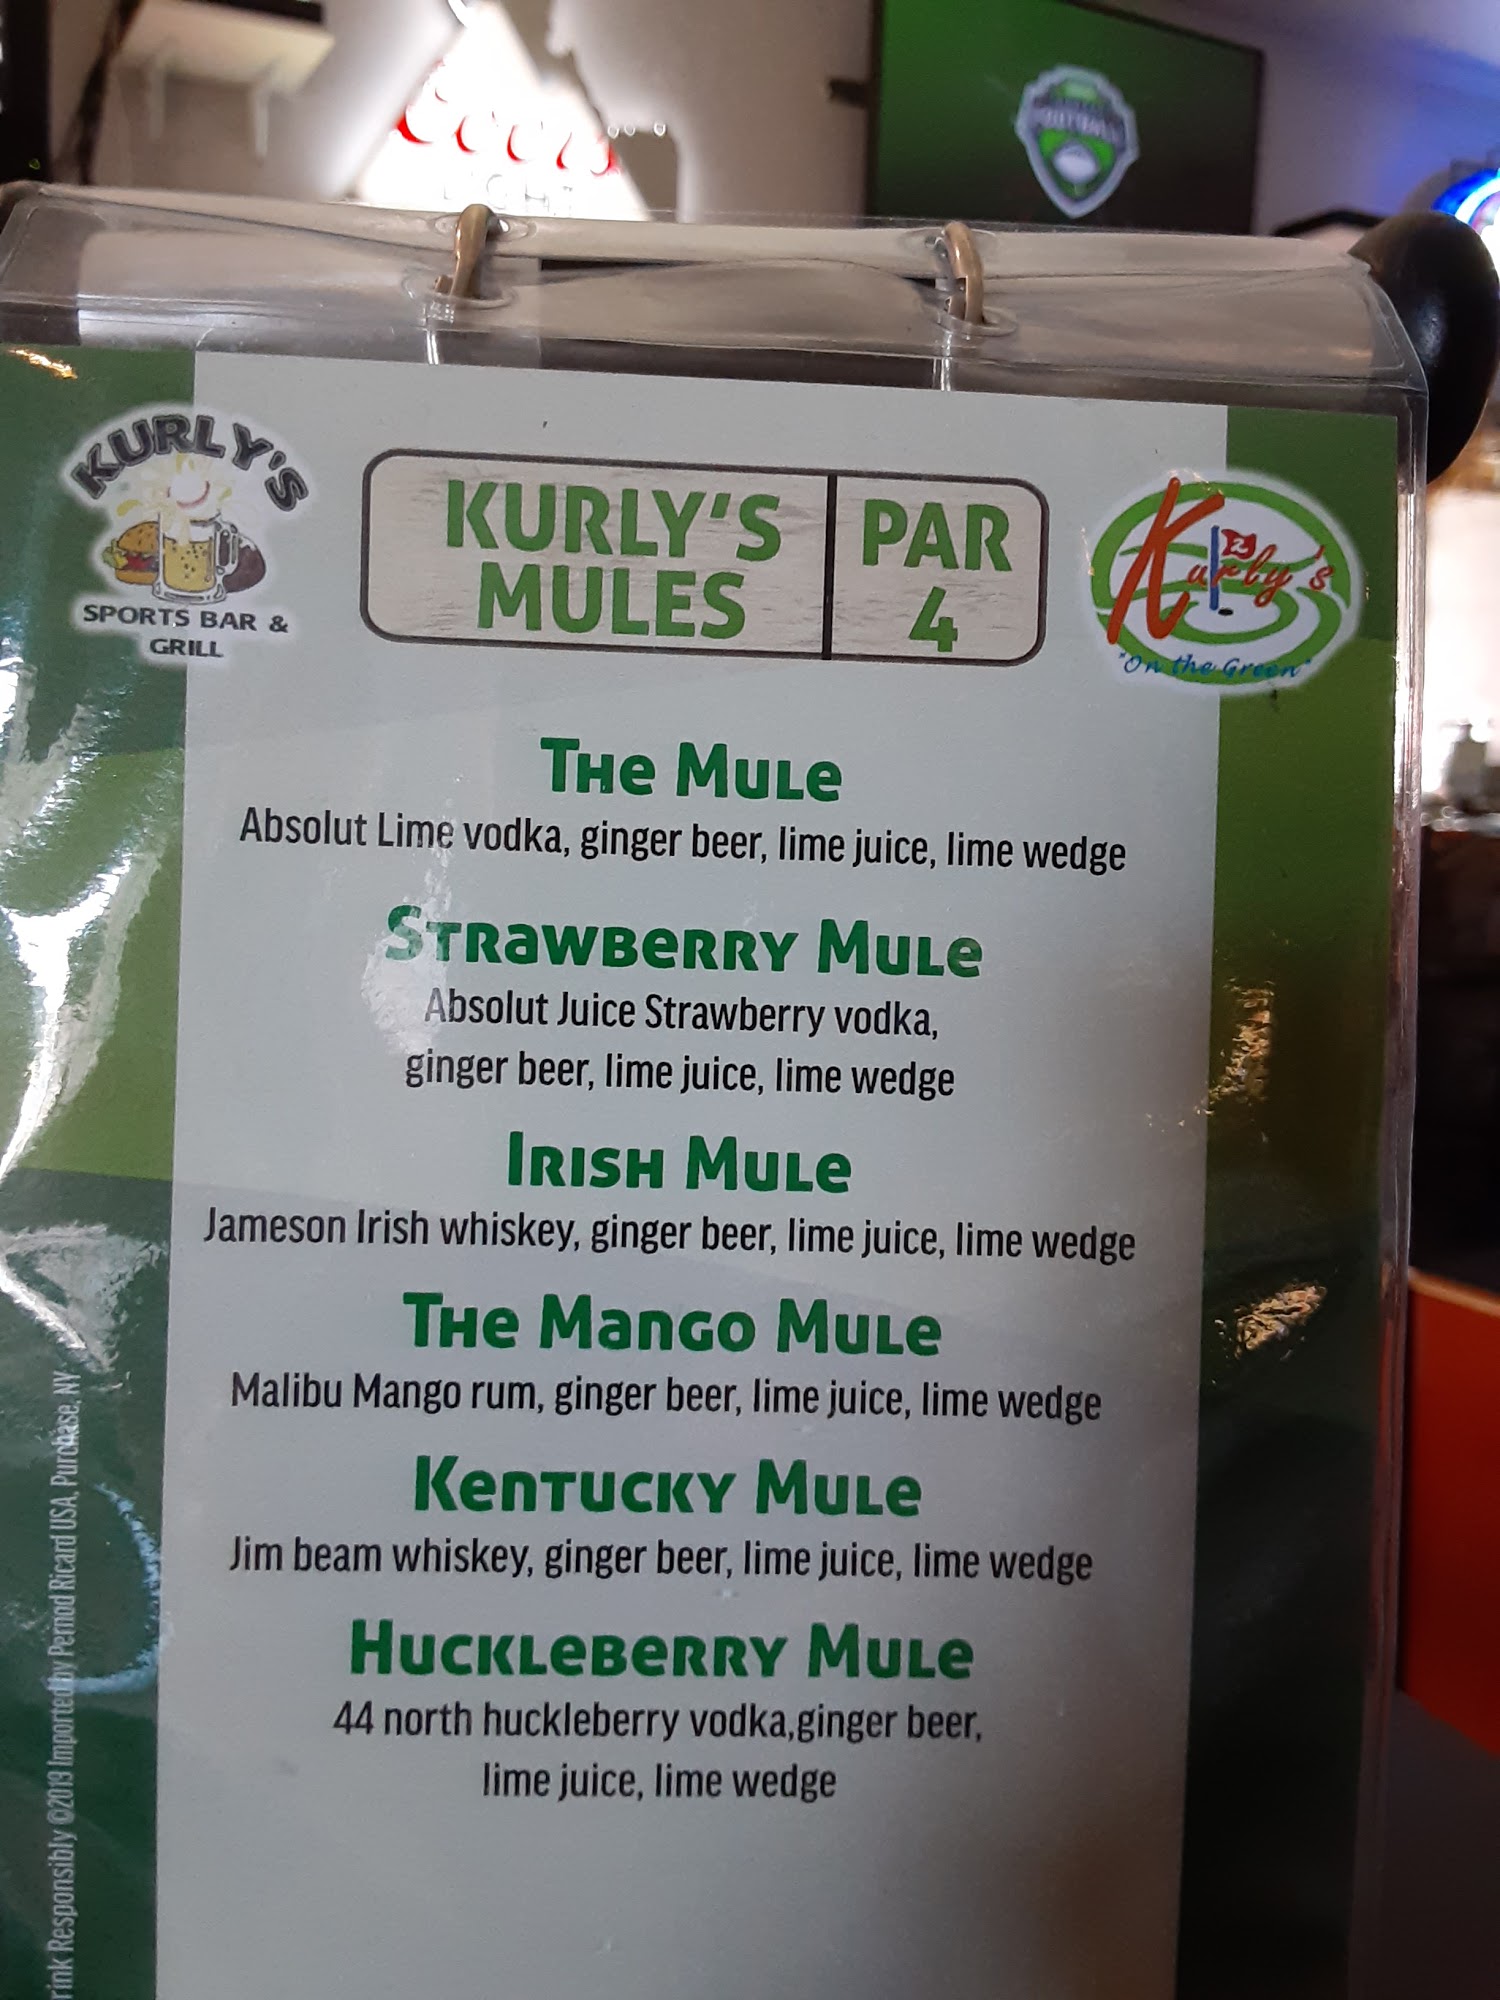 COORS
LIGHT
FOOTBALL
KURLY'S
SPORTS BAR &
GRILL
KURLY'S
MULES
PAR
4
Kurly's
2
"On the Green"
The Mule
Absolut Lime vodka, ginger beer, lime juice, lime wedge
Strawberry Mule
Absolut Juice Strawberry vodka,
ginger beer, lime juice, lime wedge
Irish Mule
Jameson Irish whiskey, ginger beer, lime juice, lime wedge
The Mango Mule
Malibu Mango rum, ginger beer, lime juice, lime wedge
Kentucky Mule
Jim beam whiskey, ginger beer, lime juice, lime wedge
Huckleberry Mule
44 north huckleberry vodka,ginger beer,
lime juice, lime wedge
rink Responsibly ©2019 Imported by Pernod Ricard USA, Purchase, NY